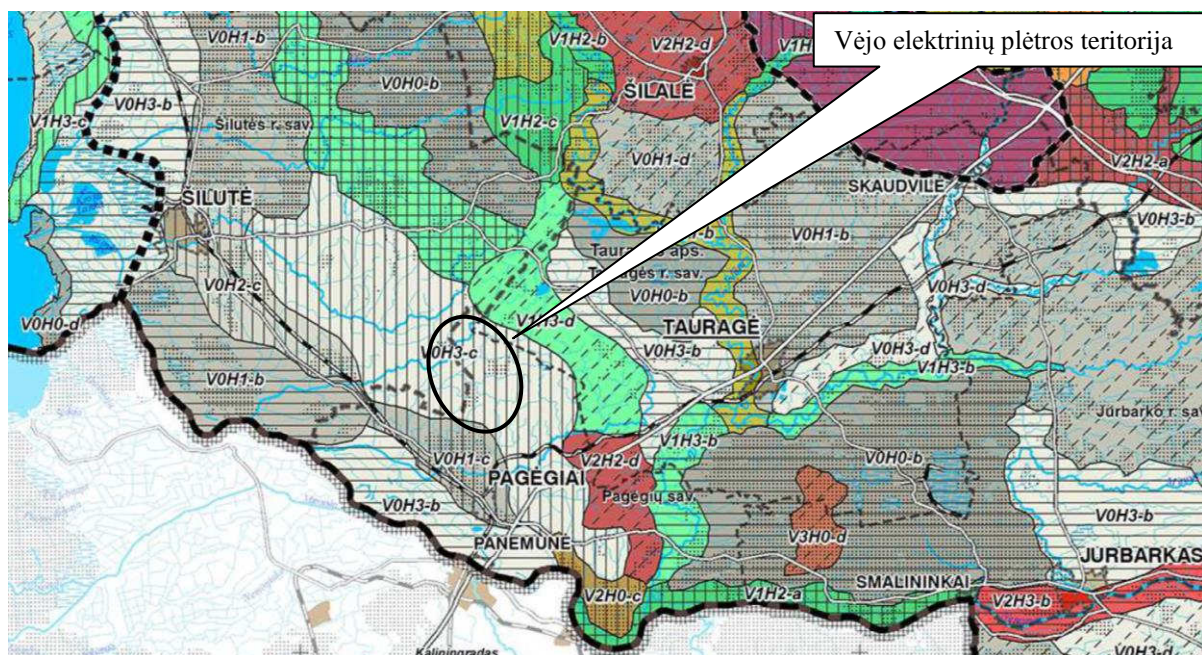 Vėjo elektrinių plėtros teritorija
V0H1-b
V1H2-b
V2H2-d
V1H
V0H3-b
V0H0-b
ŠILALĖ
V1H3-c
Šilutės r. sav.
V1H2-c
V0H1-d
V2H2-a
SKAUDVILĖ
ŠILUTĖ
V0H3-b
-b
V0H1-b
Tauragės aps.
Tauragės r. sav.
V0H2-c
V0H0-b
V0H3-d
V0H0-d
V1H3-d
TAURAGĖ
V0H3-c
V0H3-b
V0H3-d
V1H3-b
V0H1-b
Jurbarko r. sav
V1H3-b
V0H1-c
V2H2-d
V0H0-b
PAGĖGIAI
Pagėgių sav.
V0H3-b
V0H3-b
V3H0-d
PANEMUNĖ
JURBARKAS
SMALININKAI
V2H0-c
V1H2-a
V2H3-b
V0H3-d
Kaliningradas